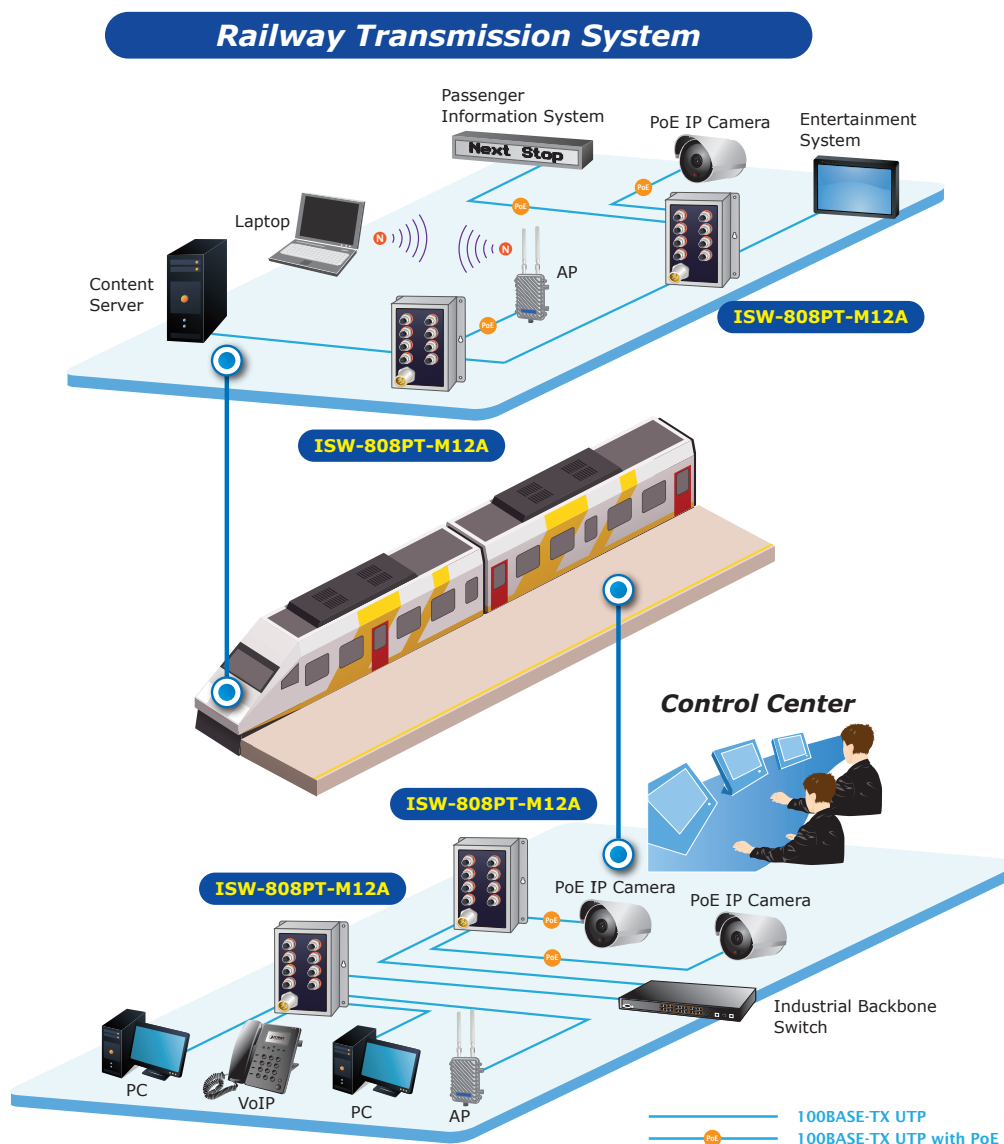 Railway Transmission System
Passenger
Information System
PoE IP Camera
Entertainment
System
Next Stop
PoE
PoE
Laptop
N
N
AP
Content
Server
PoE
ISW-808PT-M12A
ISW-808PT-M12A
Control Center
ISW-808PT-M12A
ISW-808PT-M12A
PoE IP Camera
PoE IP Camera
PoE
PoE
Industrial Backbone
Switch
PC
VoIP
PC
AP
100BASE-TX UTP
PoE
100BASE-TX UTP with PoE